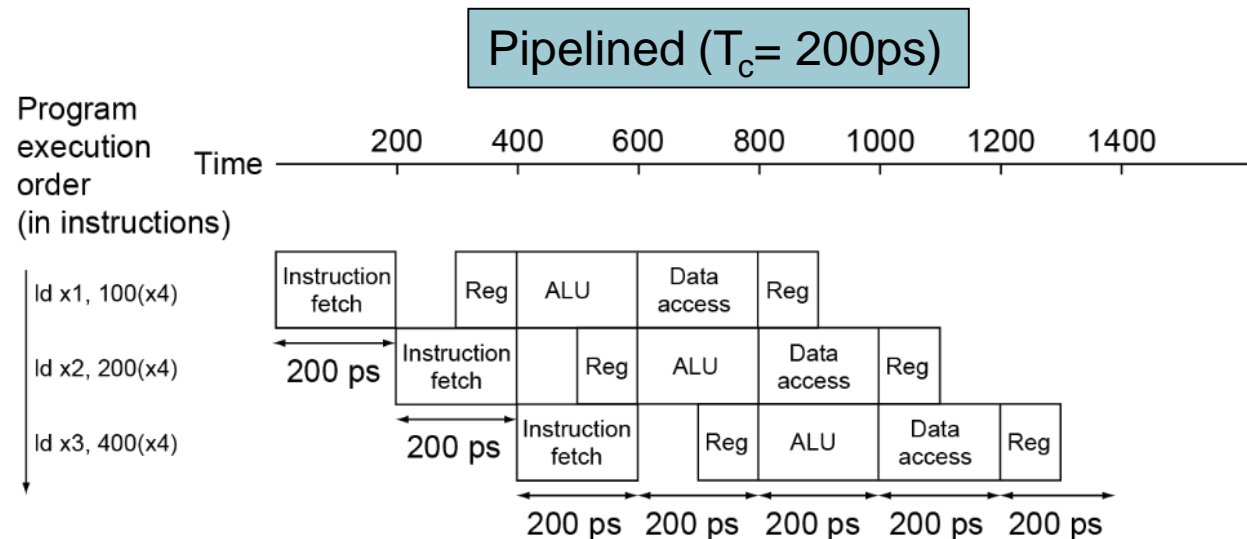 Pipelined (Tc= 200ps)
Program
execution
order
(in instructions)
Time
200 400 600 800 1000 1200 1400
ld x1, 100(x4)
Instruction
fetch
Reg
ALU
Data
access
Reg
200 ps
ld x2, 200(x4)
Instruction
fetch
Reg
ALU
Data
access
Reg
200 ps
ld x3, 400(x4)
Instruction
fetch
Reg
ALU
Data
access
Reg
200 ps 200 ps 200 ps 200 ps 200 ps